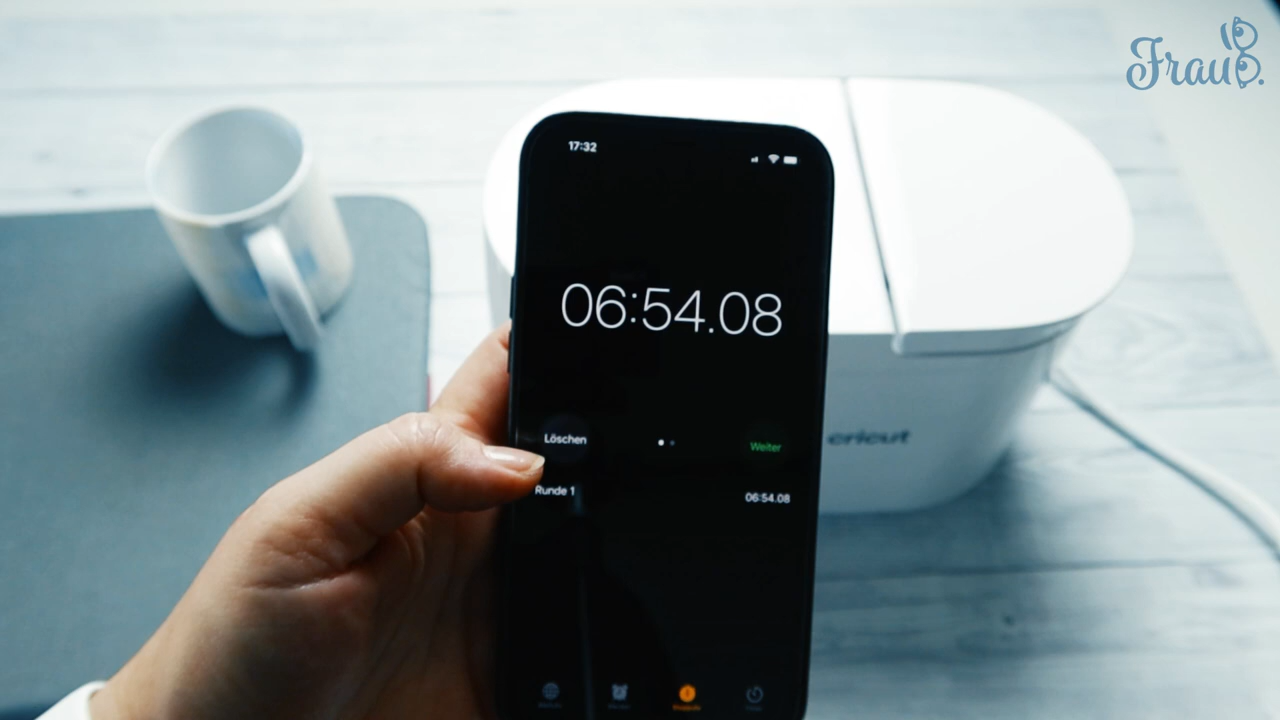 Frau B.
17:32
06:54.08
Löschen
Weiter
Runde 1
06:54.08
cricut